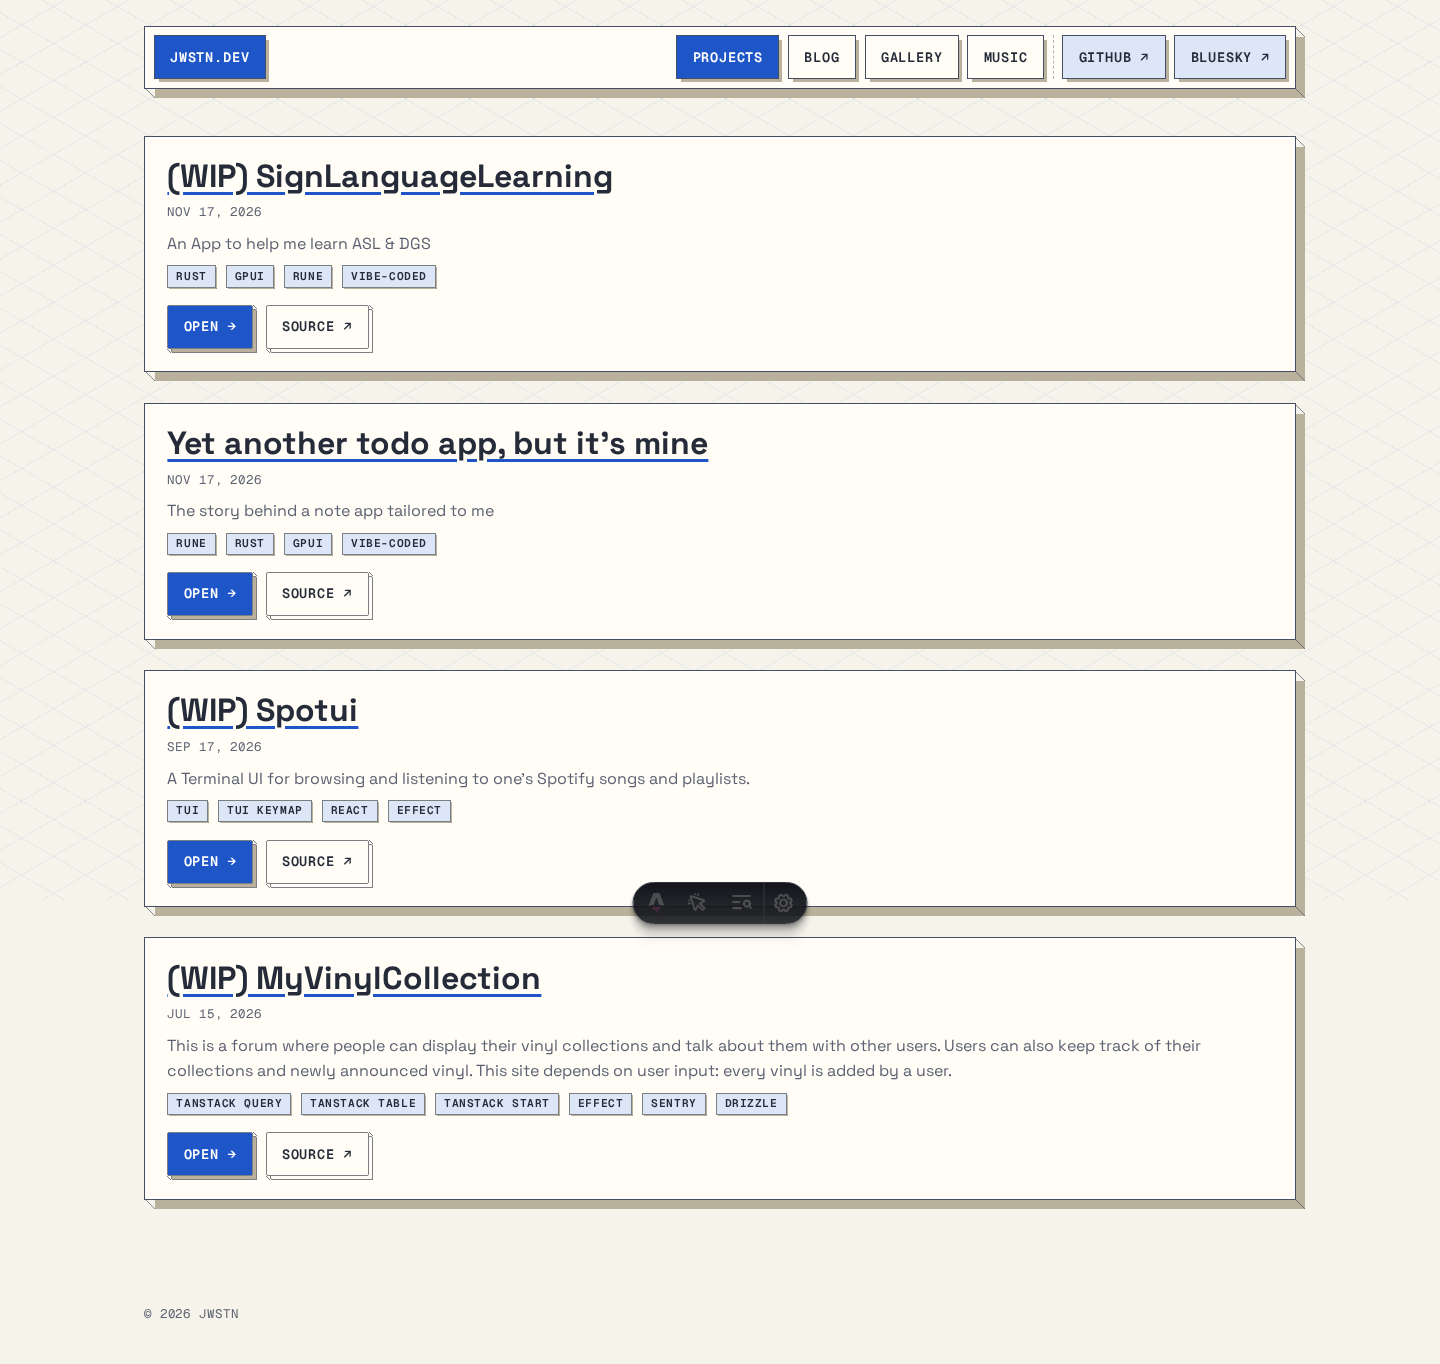 JWSTN.DEV PROJECTS BLOG GALLERY MUSIC GITHUB ↗ BLUESKY ↗
(WIP) SignLanguageLearning
NOV 17, 2026
An App to help me learn ASL & DGS
RUST GPUI RUNE VIBE-CODED
OPEN → SOURCE ↗
Yet another todo app, but it’s mine
NOV 17, 2026
The story behind a note app tailored to me
RUNE RUST GPUI VIBE-CODED
OPEN → SOURCE ↗
(WIP) Spotui
SEP 17, 2026
A Terminal UI for browsing and listening to one’s Spotify songs and playlists.
TUI TUI KEYMAP REACT EFFECT
OPEN → SOURCE ↗
(WIP) MyVinylCollection
JUL 15, 2026
This is a forum where people can display their vinyl collections and talk about them with other users. Users can also keep track of their
collections and newly announced vinyl. This site depends on user input: every vinyl is added by a user.
TANSTACK QUERY TANSTACK TABLE TANSTACK START EFFECT SENTRY DRIZZLE
OPEN → SOURCE ↗
© 2026 JWSTN